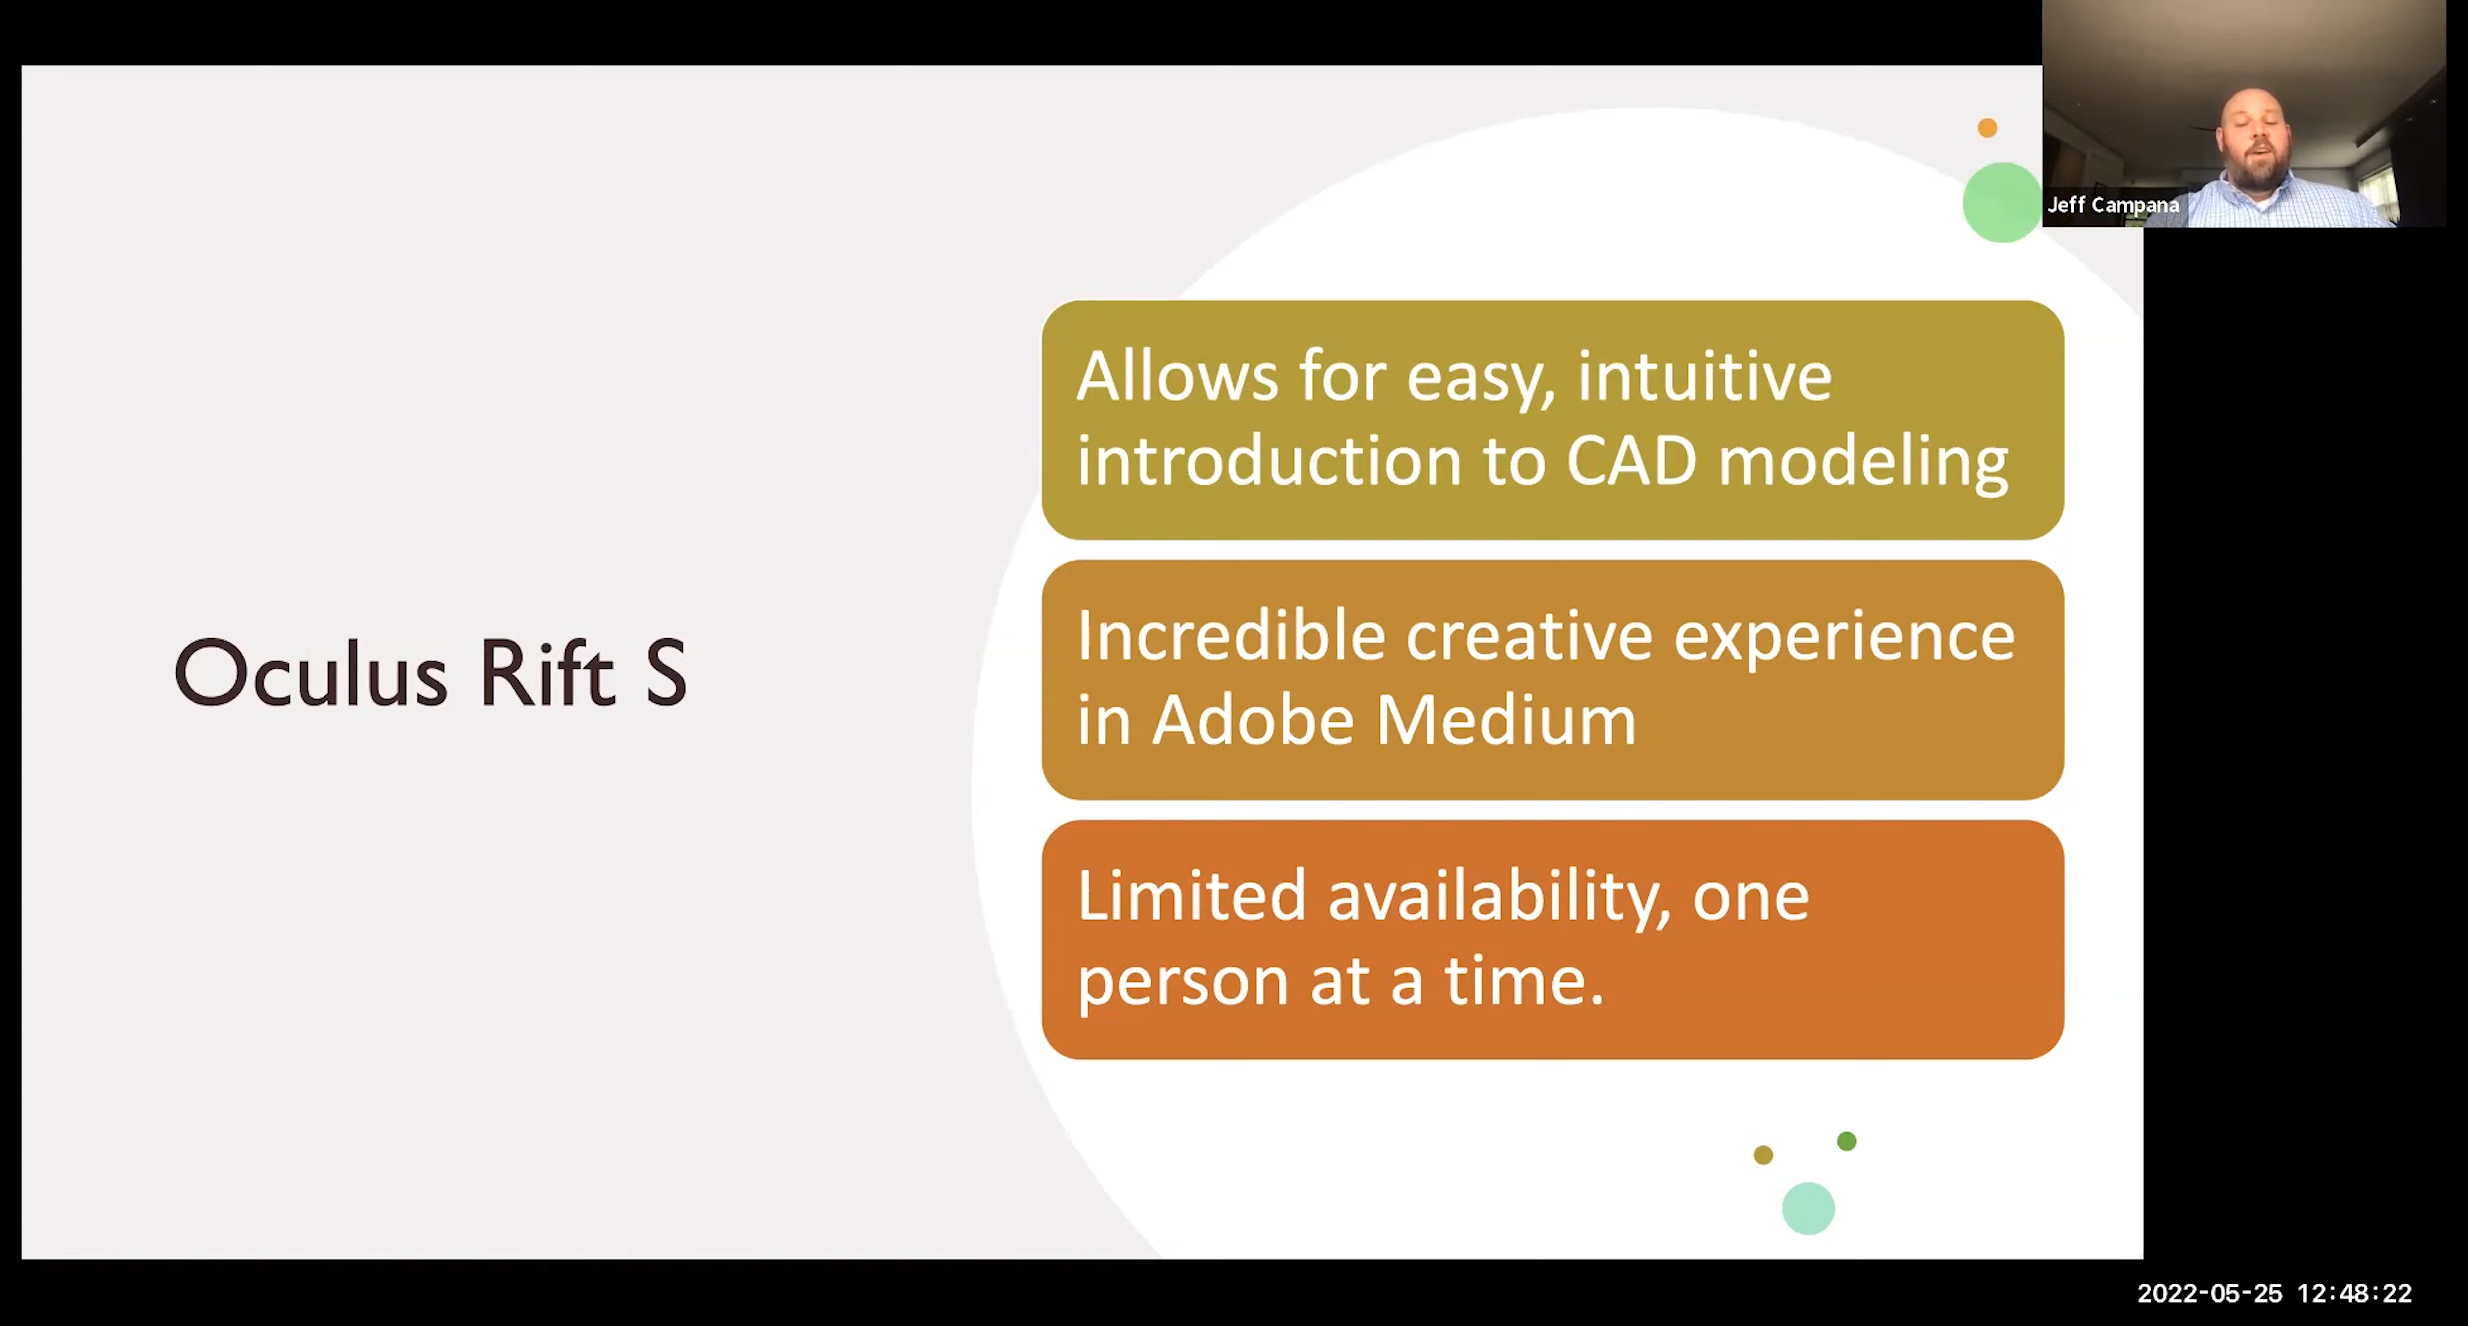 Jeff Campana
Oculus Rift S
Allows for easy, intuitive
introduction to CAD modeling
Incredible creative experience
in Adobe Medium
Limited availability, one
person at a time.
2022-05-25 12:48:22